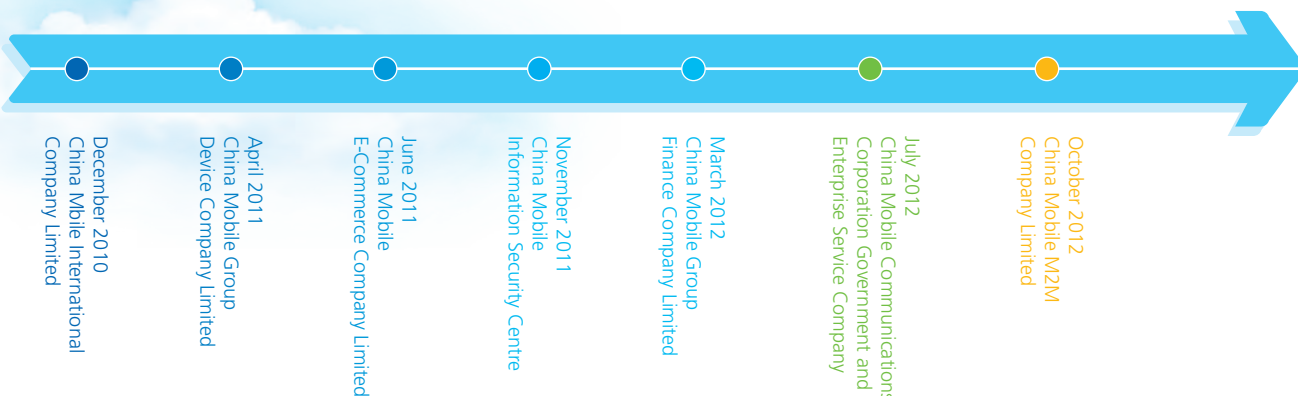 December 2010
China Mbile International
Company Limited
April 2011
China Mobile Group
Device Company Limited
June 2011
China Mobile
E-Commerce Company Limited
November 2011
China Mobile
Information Security Centre
March 2012
China Mobile Group
Finance Company Limited
July 2012
China Mobile Communications
Corporation Government and
Enterprise Service Company
October 2012
China Mobile M2M
Company Limited